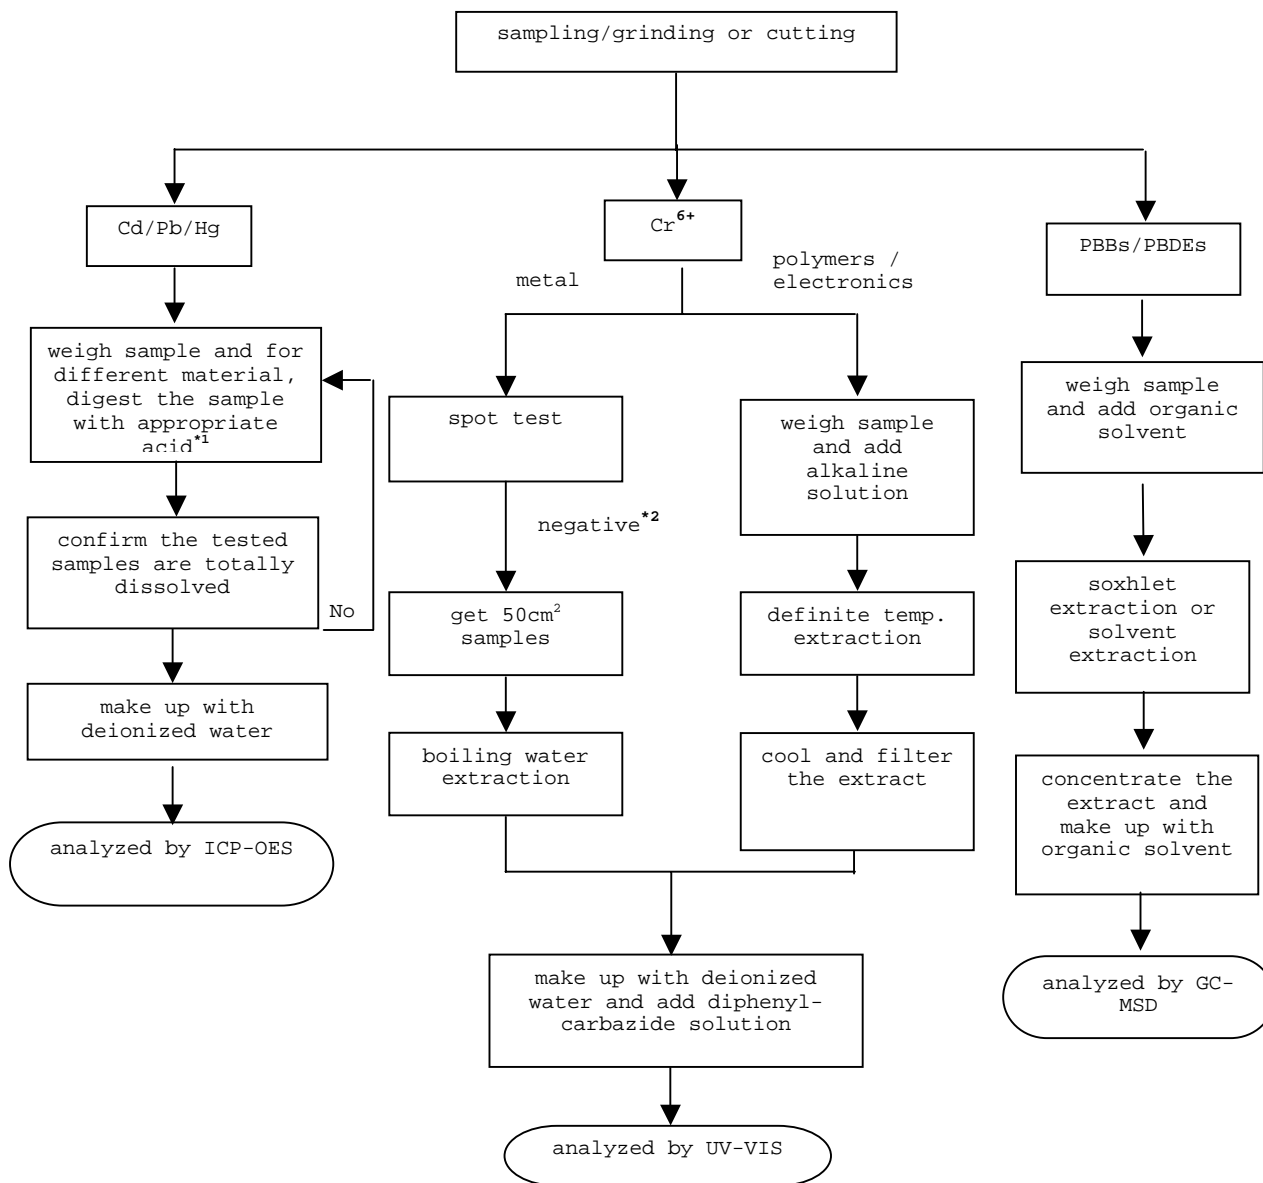 sampling/grinding or cutting
Cd/Pb/Hg
weigh sample and for
different material,
digest the sample
with appropriate
acid*1
confirm the tested
samples are totally
dissolved
No
make up with
deionized water
analyzed by ICP-OES
Cr6+
metal
polymers /
electronics
spot test
negative*2
get 50cm2
samples
boiling water
extraction
weigh sample
and add
alkaline
solution
definite temp.
extraction
cool and filter
the extract
make up with deionized
water and add diphenyl-
carbazide solution
analyzed by UV-VIS
PBBs/PBDEs
weigh sample
and add organic
solvent
soxhlet
extraction or
solvent
extraction
concentrate the
extract and
make up with
organic solvent
analyzed by GC-
MSD